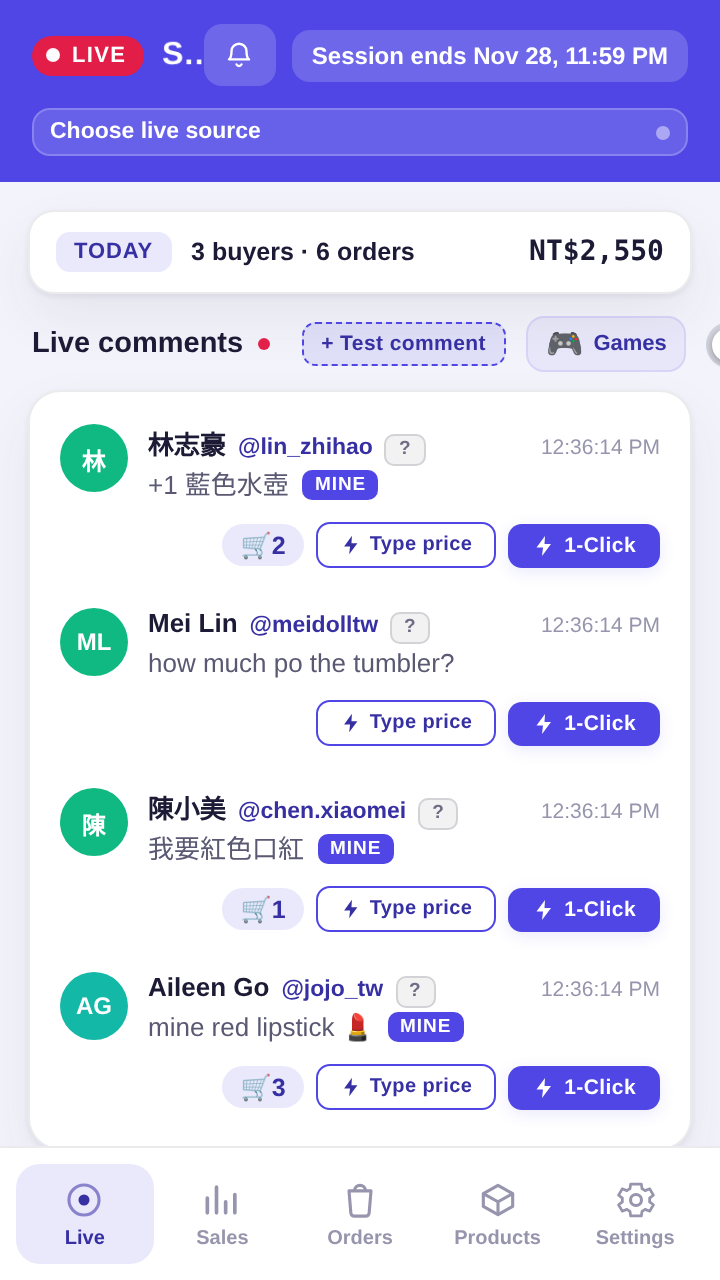 LIVE S... Session ends Nov 28, 11:59 PM
Choose live source
TODAY 3 buyers · 6 orders NT$2,550
Live comments + Test comment 🎮 Games
林 林志豪 @lin_zhihao ? 12:36:14 PM
+1 藍色水壺 MINE
🛒2 Type price 1-Click
ML Mei Lin @meidolltw ? 12:36:14 PM
how much po the tumbler?
Type price 1-Click
陳 陳小美 @chen.xiaomei ? 12:36:14 PM
我要紅色口紅 MINE
🛒1 Type price 1-Click
AG Aileen Go @jojo_tw ? 12:36:14 PM
mine red lipstick 💄 MINE
🛒3 Type price 1-Click
Live Sales Orders Products Settings